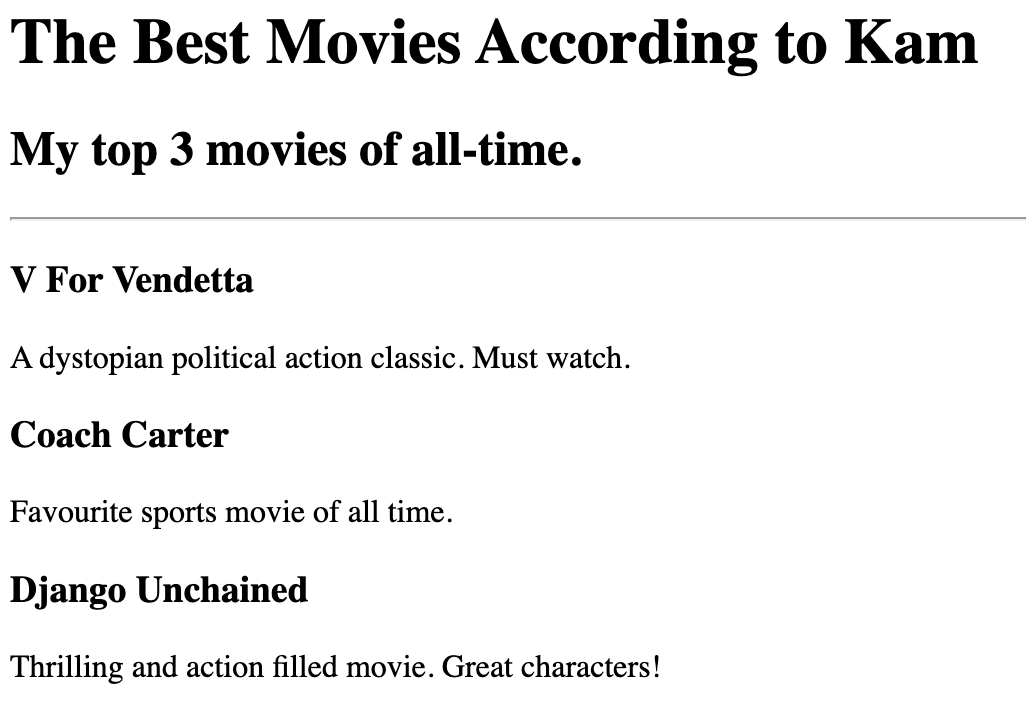 The Best Movies According to Kam
My top 3 movies of all-time.
V For Vendetta
A dystopian political action classic. Must watch.
Coach Carter
Favourite sports movie of all time.
Django Unchained
Thrilling and action filled movie. Great characters!